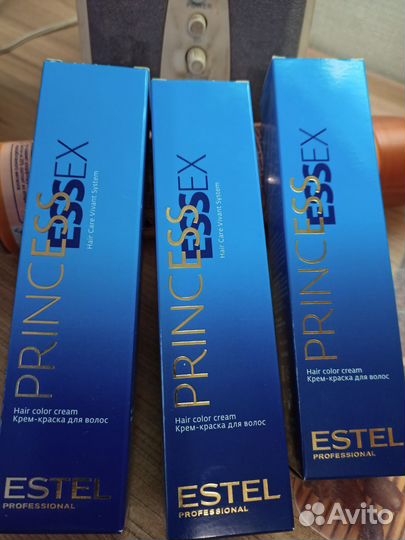 PRINCESS
ESSEX
Hair Care Vivant System
Hair color cream
Крем-краска для волос
ESTEL
PROFESSIONAL
PRINCESS
ESSEX
Hair Care Vivant System
Hair color cream
Крем-краска для волос
ESTEL
PROFESSIONAL
PRINCESS
ESSEX
Hair color cream
Крем-краска для волос
ESTEL
PROFESSIONAL
Avito